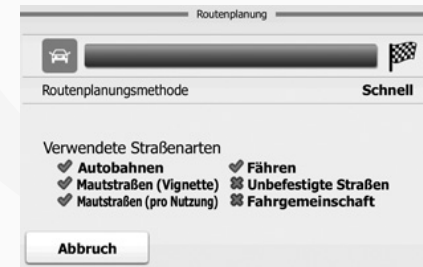 Routenplanung
Routenplanungsmethode Schnell
Verwendete Straßenarten
Autobahnen Fähren
Mautstraßen (Vignette) Unbefestigte Straßen
Mautstraßen (pro Nutzung) Fahrgemeinschaft
Abbruch